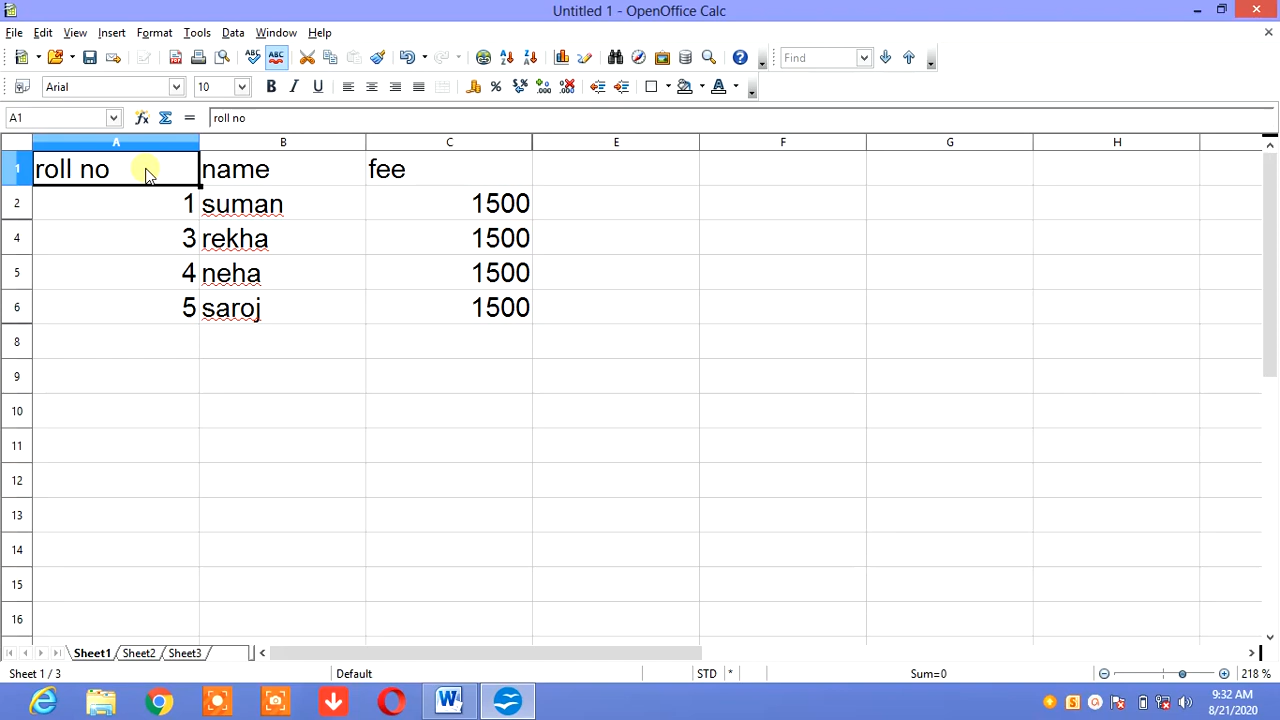 Untitled 1 - OpenOffice Calc
File Edit View Insert Format Tools Data Window Help
ABC ABC Find
Arial 10 B I U A
A1 roll no
A B C E F G H
1 roll no name fee
2 1 suman 1500
4 3 rekha 1500
5 4 neha 1500
6 5 saroj 1500
8
9
10
11
12
13
14
15
16
Sheet1 Sheet2 Sheet3
Sheet 1 / 3 Default STD * Sum=0 218 %
9:32 AM
8/21/2020